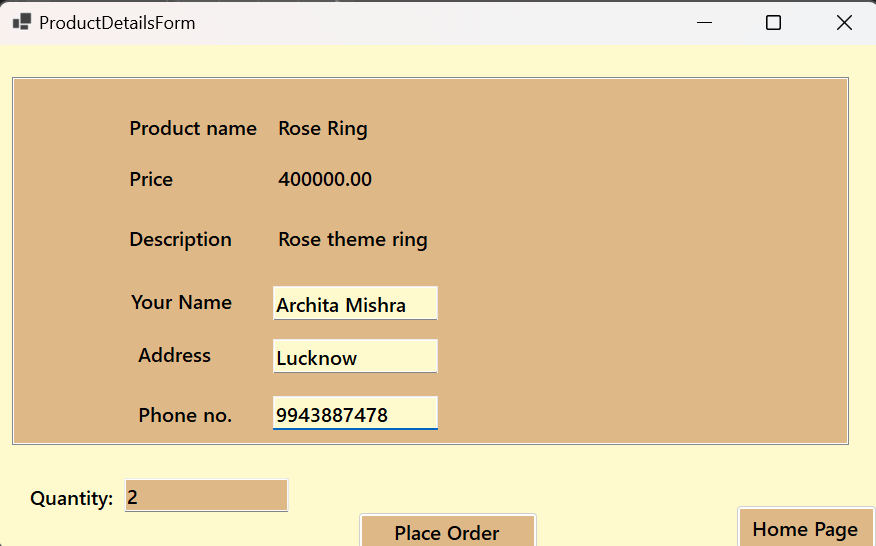 ProductDetailsForm
Product name Rose Ring
Price 400000.00
Description Rose theme ring
Your Name Archita Mishra
Address Lucknow
Phone no. 9943887478
Quantity: 2
Place Order
Home Page